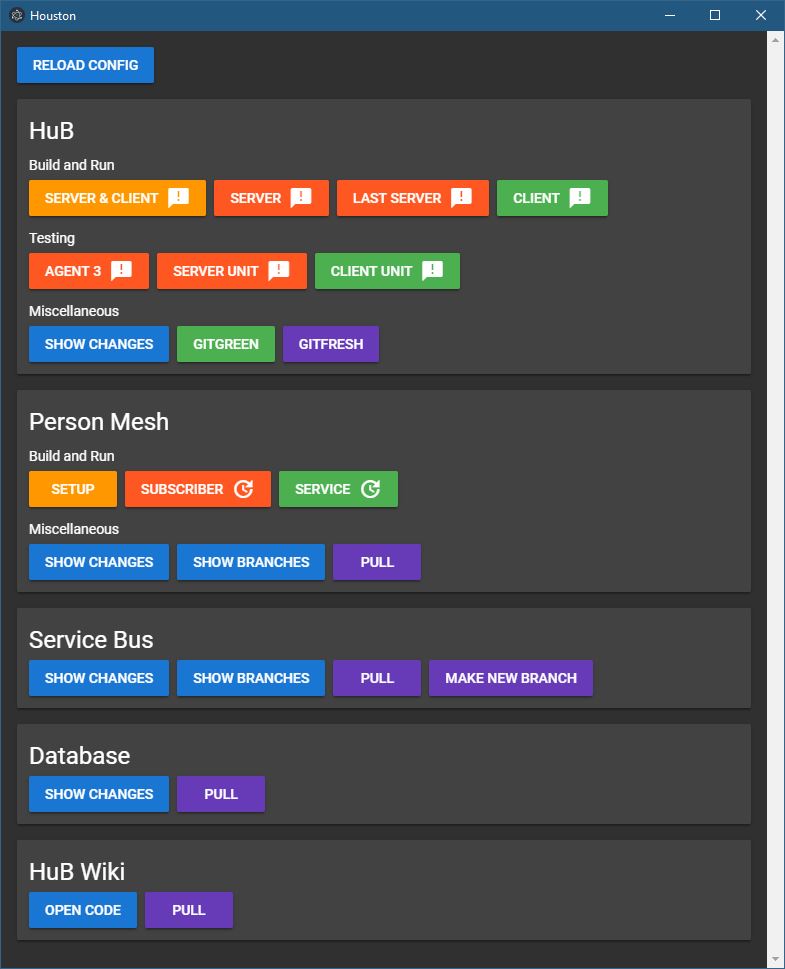 Houston
RELOAD CONFIG
HuB
Build and Run
SERVER & CLIENT SERVER LAST SERVER CLIENT
Testing
AGENT 3 SERVER UNIT CLIENT UNIT
Miscellaneous
SHOW CHANGES GITGREEN GITFRESH
Person Mesh
Build and Run
SETUP SUBSCRIBER SERVICE
Miscellaneous
SHOW CHANGES SHOW BRANCHES PULL
Service Bus
SHOW CHANGES SHOW BRANCHES PULL MAKE NEW BRANCH
Database
SHOW CHANGES PULL
HuB Wiki
OPEN CODE PULL